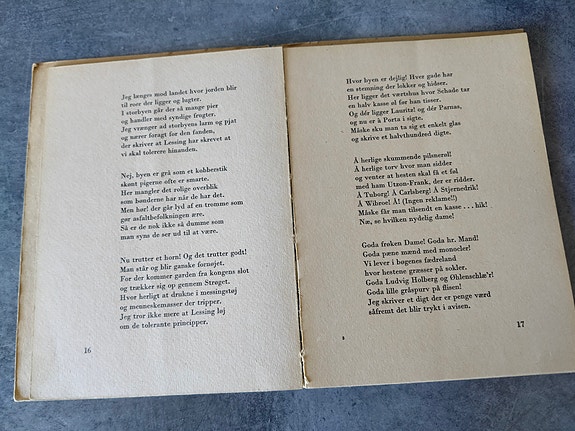 Jeg længes mod landet hvor jorden blir
til roer der ligger og lugter.
I storbyen går der så mange pier
og handler med syndige frugter.
Jeg vrænger ad storbyens larm og pjat
og nærer foragt for den fanden,
der skriver at Lessing har skrevet at
vi skal tolerere hinanden.
Nej, byen er grå som et kobberstik
skønt pigerne ofte er smarte.
Her mangler det rolige overblik
som bønderne har når de har det.
Men hør! der går lyd af en tromme som
gør asfaltbefolkningen ære.
Så er de nok ikke så dumme som
man syns de ser ud til at være.
Nu trutter et horn! Og det trutter godt!
Man står og blir ganske fornøjet.
For der kommer garden fra kongens slot
og trækker sig op gennem Strøget.
Hvor herligt at drukne i messingstøj
og menneskemasser der tripper.
Jeg tror ikke mere at Lessing løj
om de tolerante principper.
16
Hvor byen er dejlig! Hver gade har
en stemning der lokker og hidser.
Her ligger det værtshus hvor Schade tar
en halv kasse øl før han tisser.
Og dér ligger Laurits! og dér Parnas,
og nu er à Porta i sigte.
Måske sku man ta sig et enkelt glas
og skrive et halvthundred digte.
Å herlige skummende pilsnerøl!
Å herlige torv hvor man sidder
og venter at hesten skal få et føl
med ham Utzon-Frank, der er ridder.
Å Tuborg! Å Carlsberg! Å Stjernedrik!
Å Wibroe! Å! (Ingen reklame!!)
Måske får man tilsendt en kasse . . . hik!
Næ, se hvilken nydelig dame!
Goda frøken Dame! Goda hr. Mand!
Goda pæne mænd med monocler!
Vi lever i bøgenes fædreland
hvor hestene græsser på sokler.
Goda Ludvig Holberg og Øhlenschlæ'r!
Goda lille gråspurv på flisen!
Jeg skriver et digt der er penge værd
såfremt det blir trykt i avisen.
17